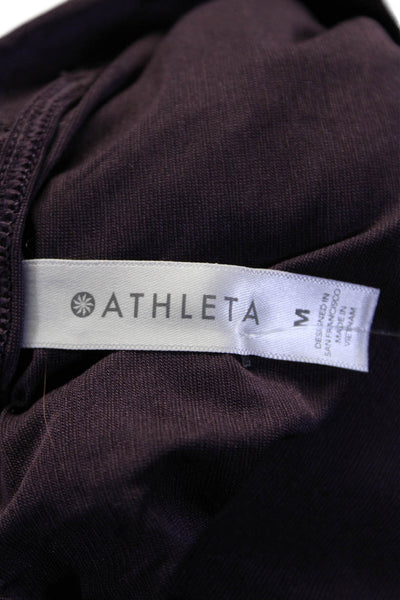 ATHLETA
M
DESIGNED IN
SAN FRANCISCO
MADE IN
VIETNAM